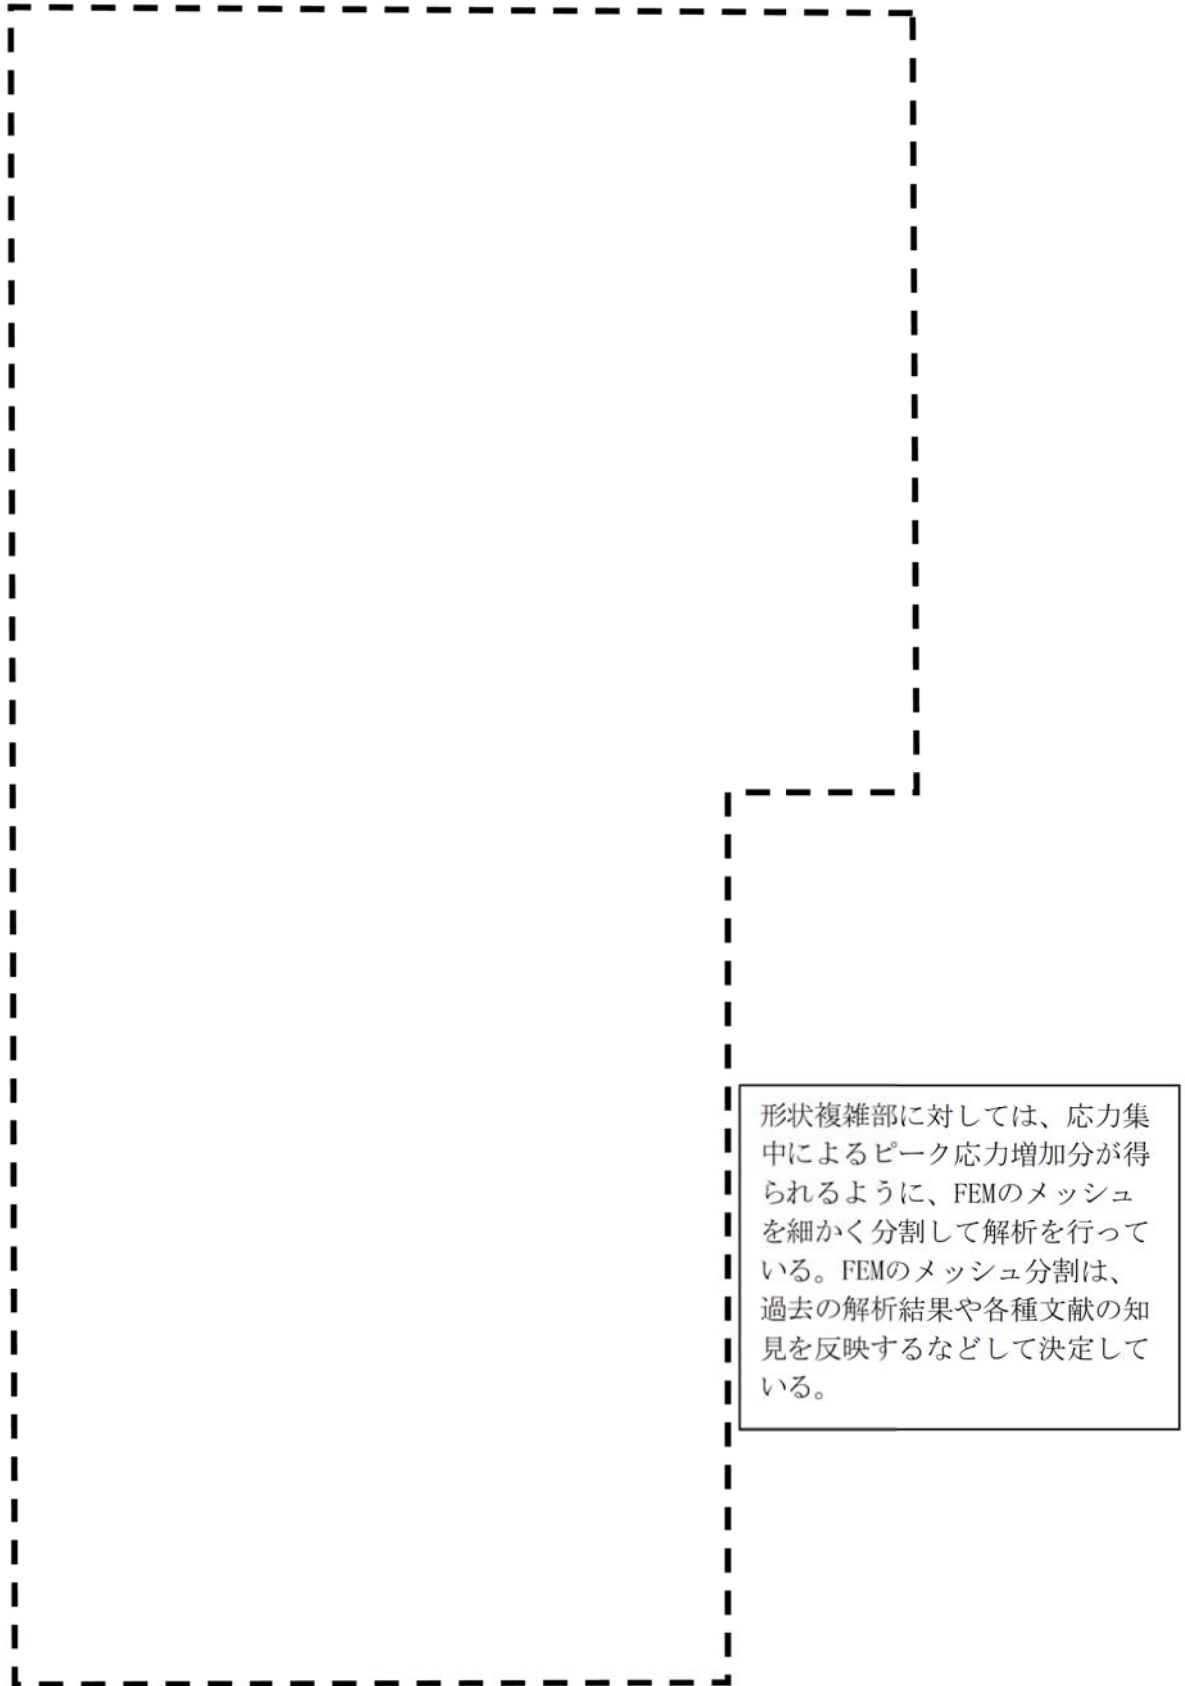 形状複雑部に対しては、応力集
中によるピーク応力増加分が得
られるように、FEMのメッシュ
を細かく分割して解析を行って
いる。FEMのメッシュ分割は、
過去の解析結果や各種文献の知
見を反映するなどして決定して
いる。